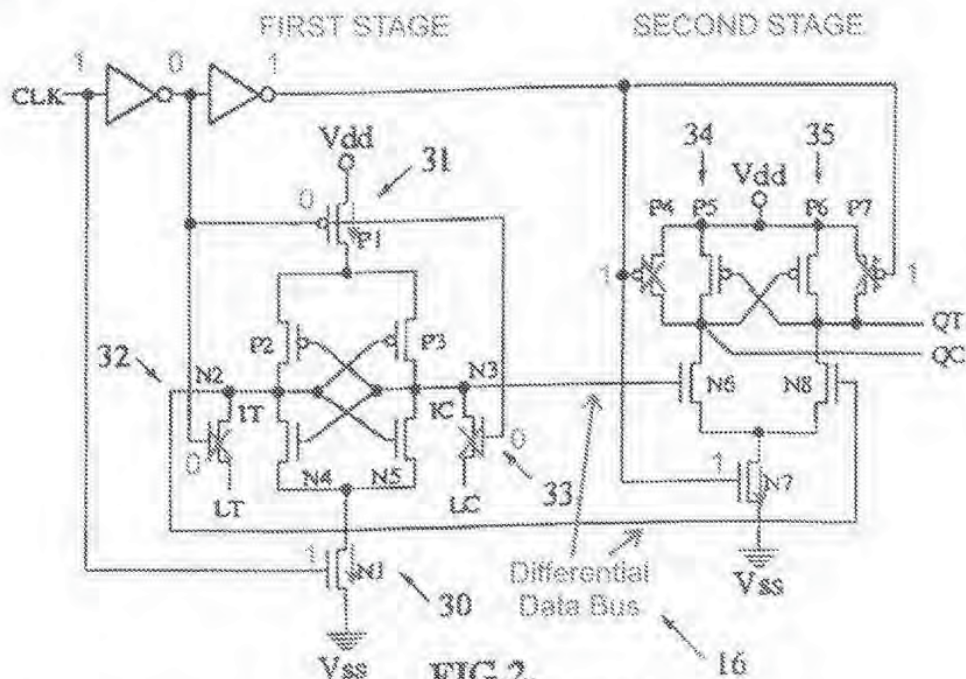 FIRST STAGE
SECOND STAGE
1
0
1
CLK
Vdd
31
34
35
Vdd
0
P1
P4 P5
P6 P7
1
1
P2
P3
QT
QC
32
N2
IT
N3
IC
N6
N8
0
LT
N4
N5
LC
0
33
1
N7
1
N1
30
Differential
Data Bus
Vss
Vss
FIG 2.
16